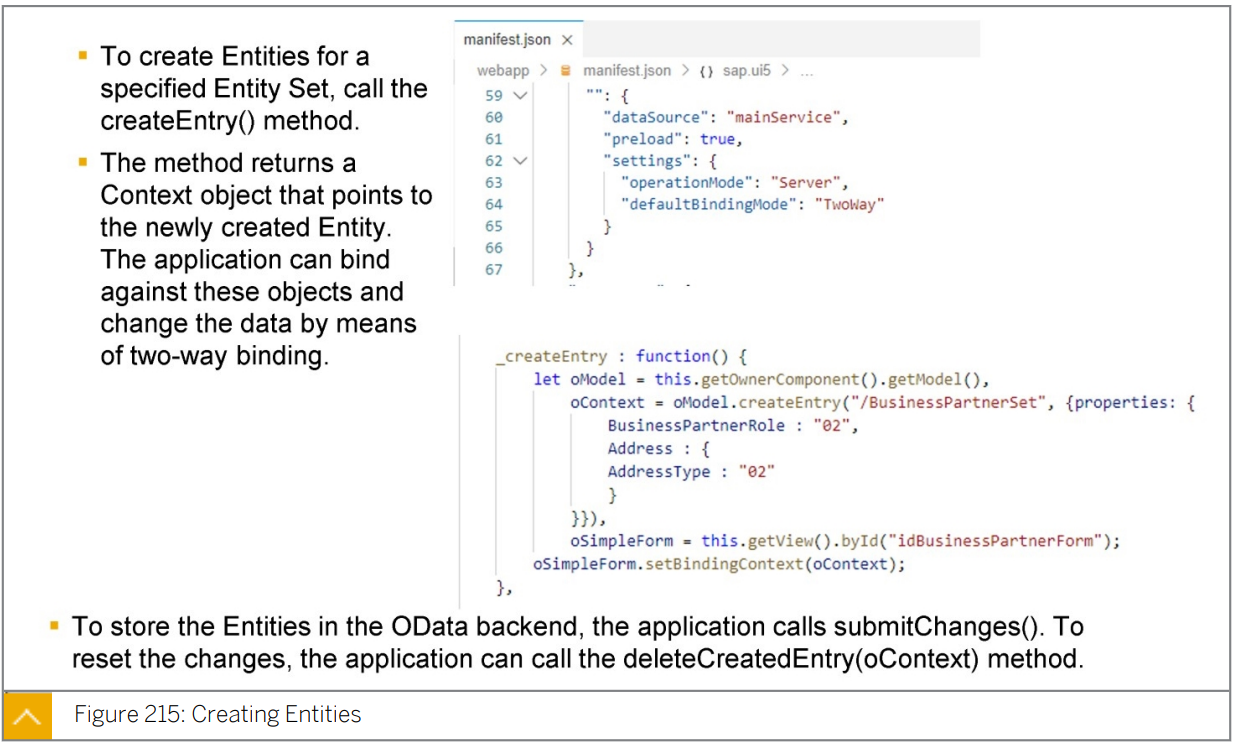 To create Entities for a
specified Entity Set, call the
createEntry() method.
The method returns a
Context object that points to
the newly created Entity.
The application can bind
against these objects and
change the data by means
of two-way binding.
manifest.json ×
webapp > manifest.json > {} sap.ui5 > ...
59 "": {
60 "dataSource": "mainService",
61 "preload": true,
62 "settings": {
63 "operationMode": "Server",
64 "defaultBindingMode": "TwoWay"
65 }
66 }
67 },
_createEntry : function() {
let oModel = this.getOwnerComponent().getModel(),
oContext = oModel.createEntry("/BusinessPartnerSet", {properties: {
BusinessPartnerRole : "02",
Address : {
AddressType : "02"
}
}}),
oSimpleForm = this.getView().byId("idBusinessPartnerForm");
oSimpleForm.setBindingContext(oContext);
},
To store the Entities in the OData backend, the application calls submitChanges(). To
reset the changes, the application can call the deleteCreatedEntry(oContext) method.
Figure 215: Creating Entities